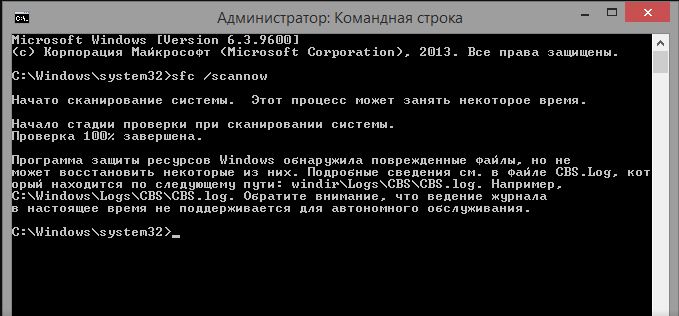 Администратор: Командная строка
Microsoft Windows [Version 6.3.9600]
(c) Корпорация Майкрософт (Microsoft Corporation), 2013. Все права защищены.
C:\Windows\system32>sfc /scannow
Начато сканирование системы.  Этот процесс может занять некоторое время.
Начало стадии проверки при сканировании системы.
Проверка 100% завершена.
Программа защиты ресурсов Windows обнаружила поврежденные файлы, но не
может восстановить некоторые из них. Подробные сведения см. в файле CBS.Log, кот
орый находится по следующему пути: windir\Logs\CBS\CBS.log. Например,
C:\Windows\Logs\CBS\CBS.log. Обратите внимание, что ведение журнала
в настоящее время не поддерживается для автономного обслуживания.
C:\Windows\system32>_